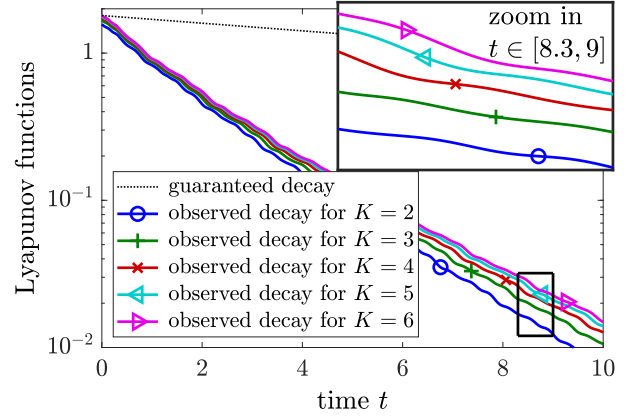 zoom in
t ∈ [8.3, 9]
Lyapunov functions
1
10⁻¹
10⁻²
guaranteed decay
observed decay for K = 2
observed decay for K = 3
observed decay for K = 4
observed decay for K = 5
observed decay for K = 6
0 2 4 6 8 10
time t